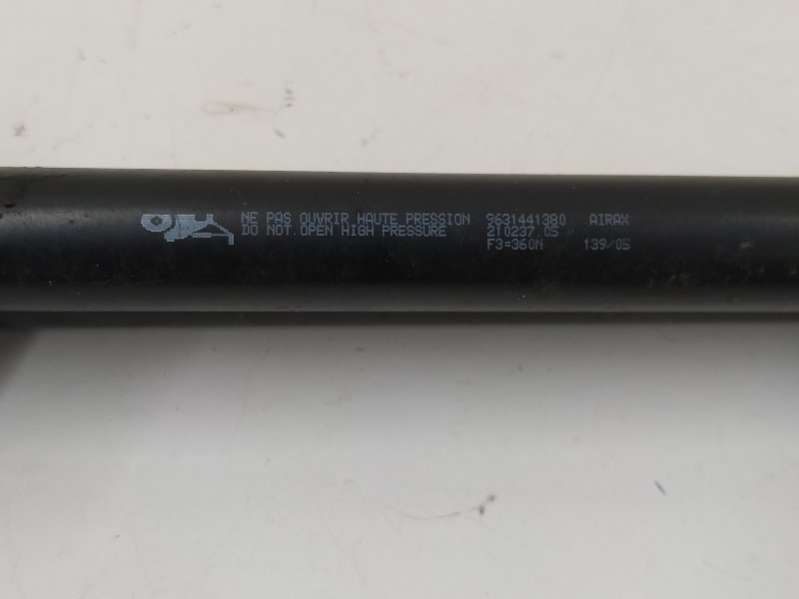 NE PAS OUVRIR HAUTE PRESSION 9631441380 AIRAX
DO NOT OPEN HIGH PRESSURE 210237.05
F3=360N 139/05